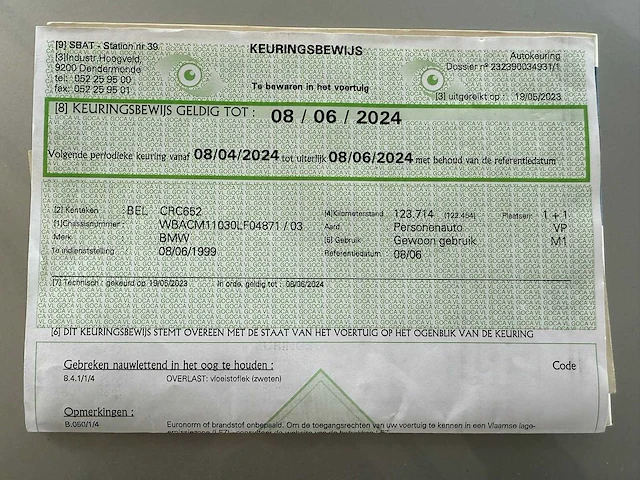 [9] SBAT - Station nr 39
KEURINGSBEWIJS
Autokeuring
[3]Industr.Hoogveld,
Dossier n° 232390034931/1
9200 Dendermonde
tel: 052 25 95 00
Te bewaren in het voertuig
fax: 052 25 95 01
[3] uitgereikt op : 19/05/2023
[8] KEURINGSBEWIJS GELDIG TOT : 08 / 06 / 2024
Volgende periodieke keuring vanaf 08/04/2024 tot uiterlijk 08/06/2024 met behoud van de referentiedatum
[2] Kenteken : BEL CRC652 [4]Kilometerstand 123.714 (123.454) Plaatsen: 1 + 1
[1]Chassisnummer : WBACM11030LF04871 / 03 Aard Personenauto VP
Merk : BMW [5] Gebruik Gewoon gebruik M1
1e indienststelling : 08/06/1999 Referentiedatum 08/06
[7] Technisch : gekeurd op 19/05/2023 In orde, geldig tot : 08/06/2024
[6] DIT KEURINGSBEWIJS STEMT OVEREEN MET DE STAAT VAN HET VOERTUIG OP HET OGENBLIK VAN DE KEURING
Gebreken nauwlettend in het oog te houden : Code
8.4.1/1/4 OVERLAST: vloeistoflek (zweten)
Opmerkingen :
B.050/1/4 Euronorm of brandstof onbepaald. Om de toegangsrechten van uw voertuig te kennen in een Vlaamse lage-